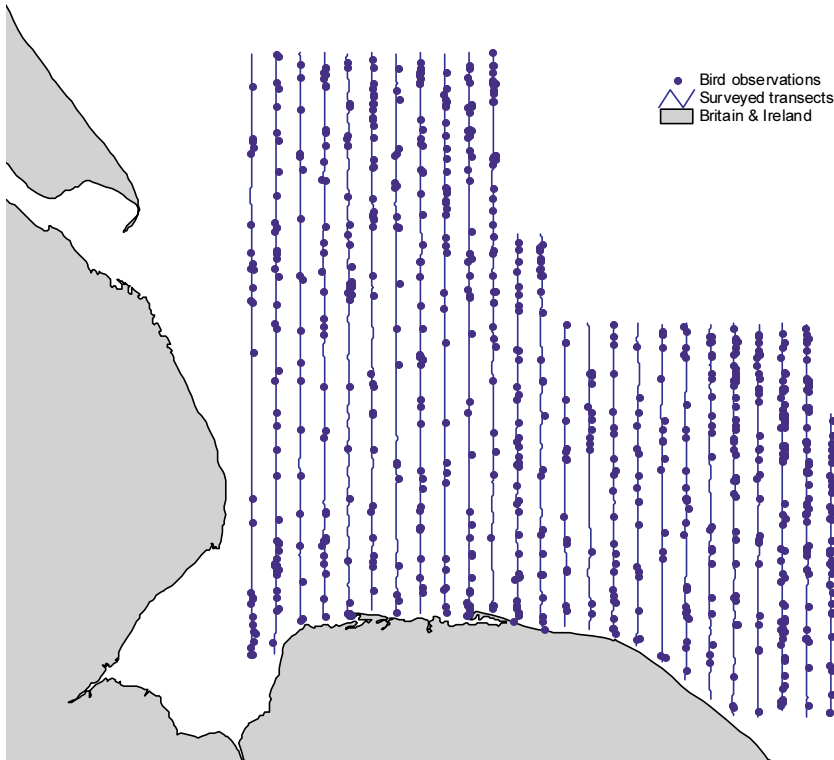 Bird observations
Surveyed transects
Britain & Ireland